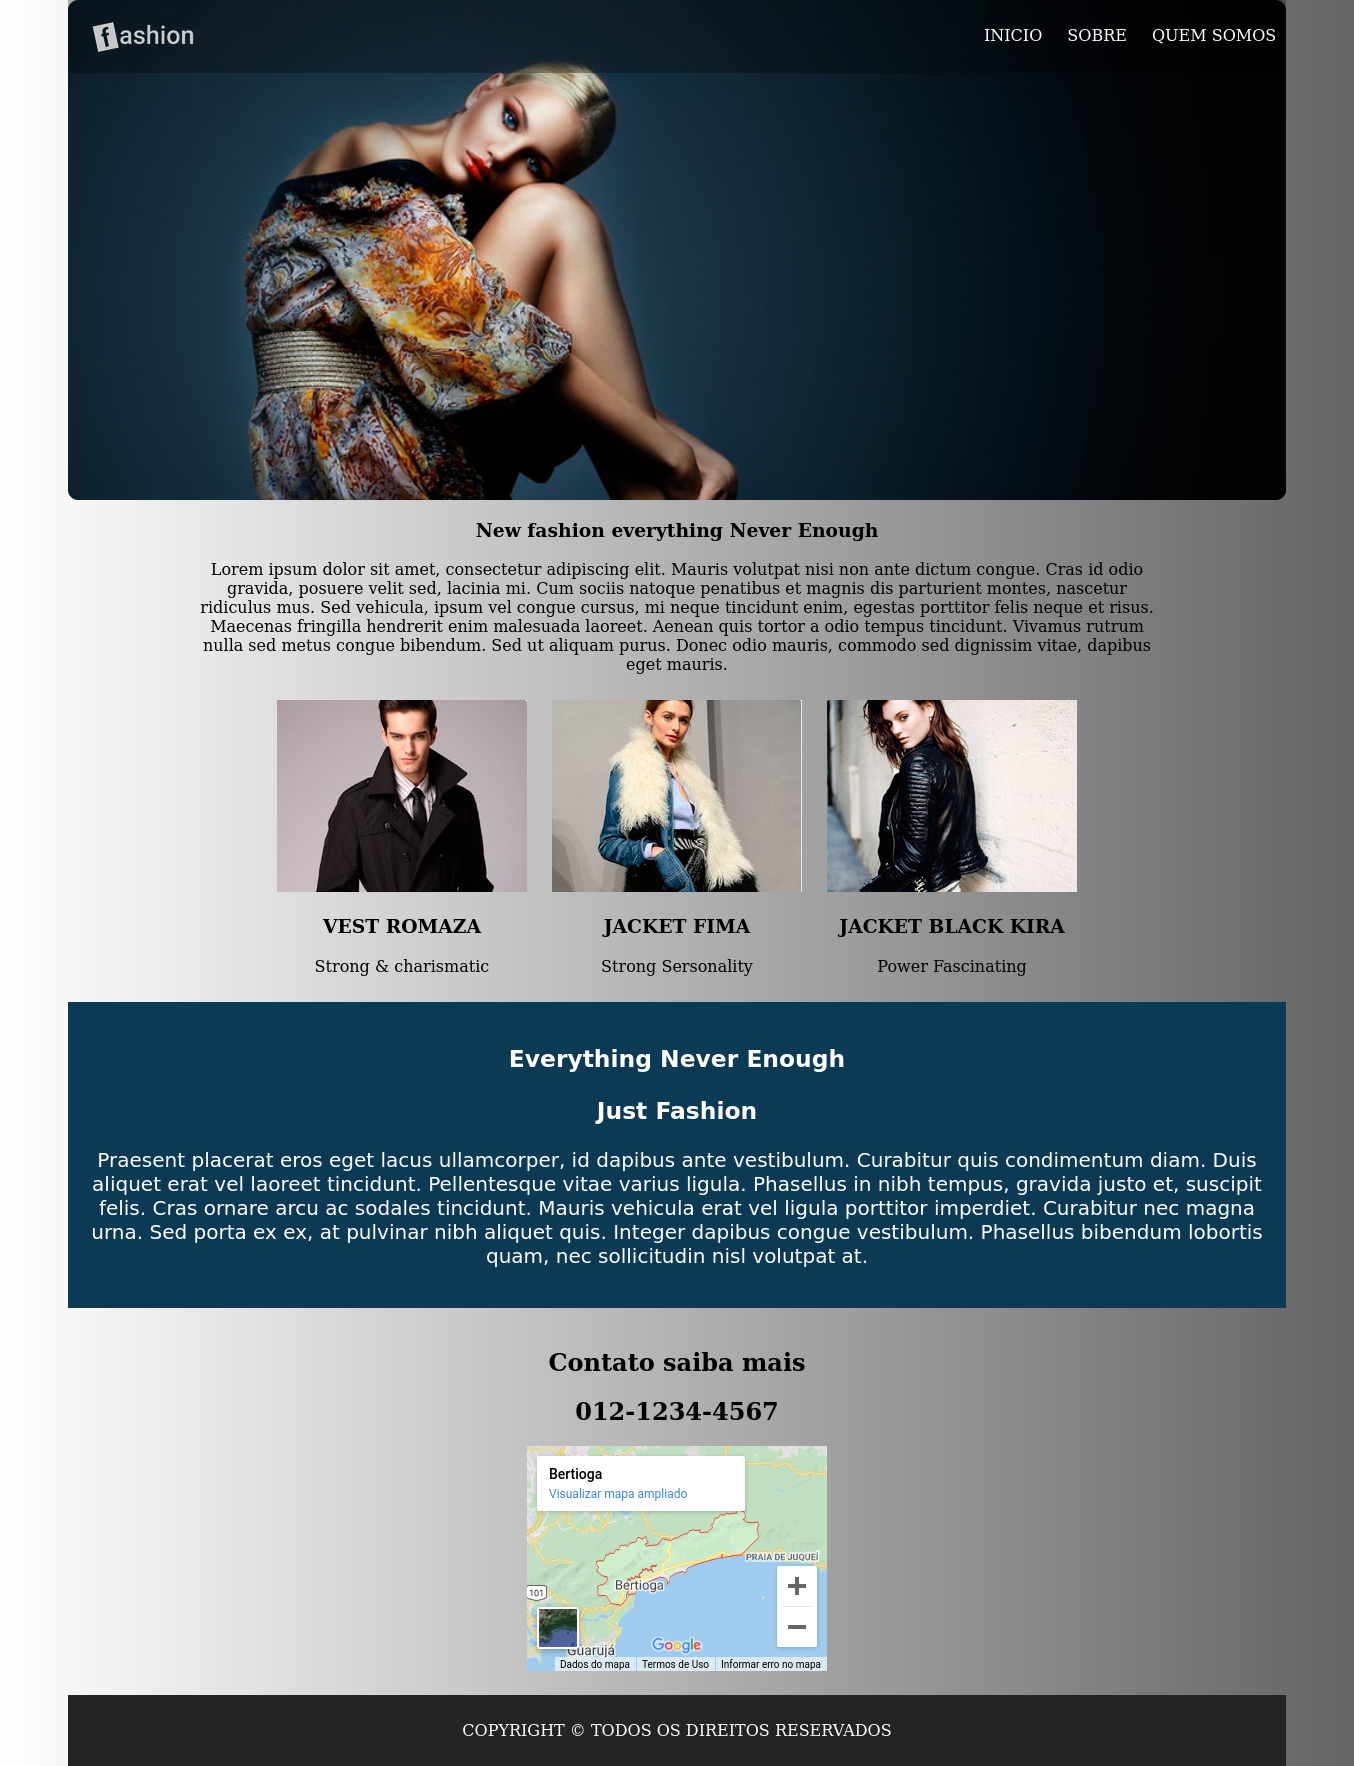 fashion
INICIO SOBRE QUEM SOMOS
New fashion everything Never Enough
Lorem ipsum dolor sit amet, consectetur adipiscing elit. Mauris volutpat nisi non ante dictum congue. Cras id odio
gravida, posuere velit sed, lacinia mi. Cum sociis natoque penatibus et magnis dis parturient montes, nascetur
ridiculus mus. Sed vehicula, ipsum vel congue cursus, mi neque tincidunt enim, egestas porttitor felis neque et risus.
Maecenas fringilla hendrerit enim malesuada laoreet. Aenean quis tortor a odio tempus tincidunt. Vivamus rutrum
nulla sed metus congue bibendum. Sed ut aliquam purus. Donec odio mauris, commodo sed dignissim vitae, dapibus
eget mauris.
VEST ROMAZA
Strong & charismatic
JACKET FIMA
Strong Sersonality
JACKET BLACK KIRA
Power Fascinating
Everything Never Enough
Just Fashion
Praesent placerat eros eget lacus ullamcorper, id dapibus ante vestibulum. Curabitur quis condimentum diam. Duis
aliquet erat vel laoreet tincidunt. Pellentesque vitae varius ligula. Phasellus in nibh tempus, gravida justo et, suscipit
felis. Cras ornare arcu ac sodales tincidunt. Mauris vehicula erat vel ligula porttitor imperdiet. Curabitur nec magna
urna. Sed porta ex ex, at pulvinar nibh aliquet quis. Integer dapibus congue vestibulum. Phasellus bibendum lobortis
quam, nec sollicitudin nisl volutpat at.
Contato saiba mais
012-1234-4567
Bertioga
Visualizar mapa ampliado
PRAIA DE JUQUEÍ
Bertioga
101
Google
Guarujá
Dados do mapa Termos de Uso Informar erro no mapa
COPYRIGHT © TODOS OS DIREITOS RESERVADOS